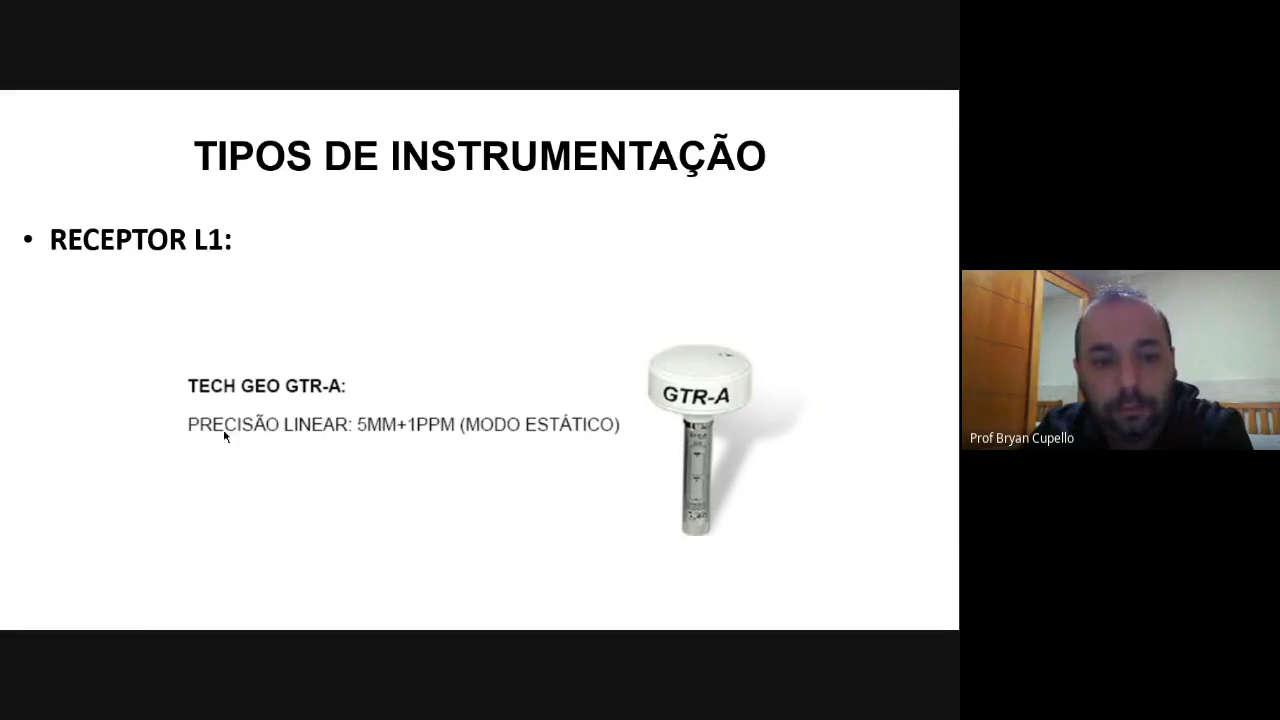 TIPOS DE INSTRUMENTAÇÃO
• RECEPTOR L1:
TECH GEO GTR-A:
PRECISÃO LINEAR: 5MM+1PPM (MODO ESTÁTICO)
GTR-A
Prof Bryan Cupello